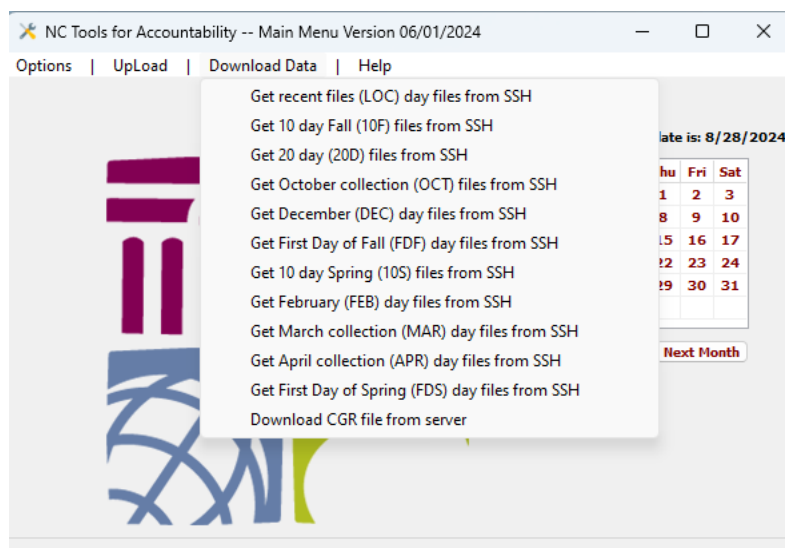 NC Tools for Accountability -- Main Menu Version 06/01/2024
Options | UpLoad | Download Data | Help
Get recent files (LOC) day files from SSH
Get 10 day Fall (10F) files from SSH
Get 20 day (20D) files from SSH
Get October collection (OCT) files from SSH
Get December (DEC) day files from SSH
Get First Day of Fall (FDF) day files from SSH
Get 10 day Spring (10S) files from SSH
Get February (FEB) day files from SSH
Get March collection (MAR) day files from SSH
Get April collection (APR) day files from SSH
Get First Day of Spring (FDS) day files from SSH
Download CGR file from server
late is: 8/28/2024
hu Fri Sat
1 2 3
8 9 10
15 16 17
22 23 24
29 30 31
Next Month